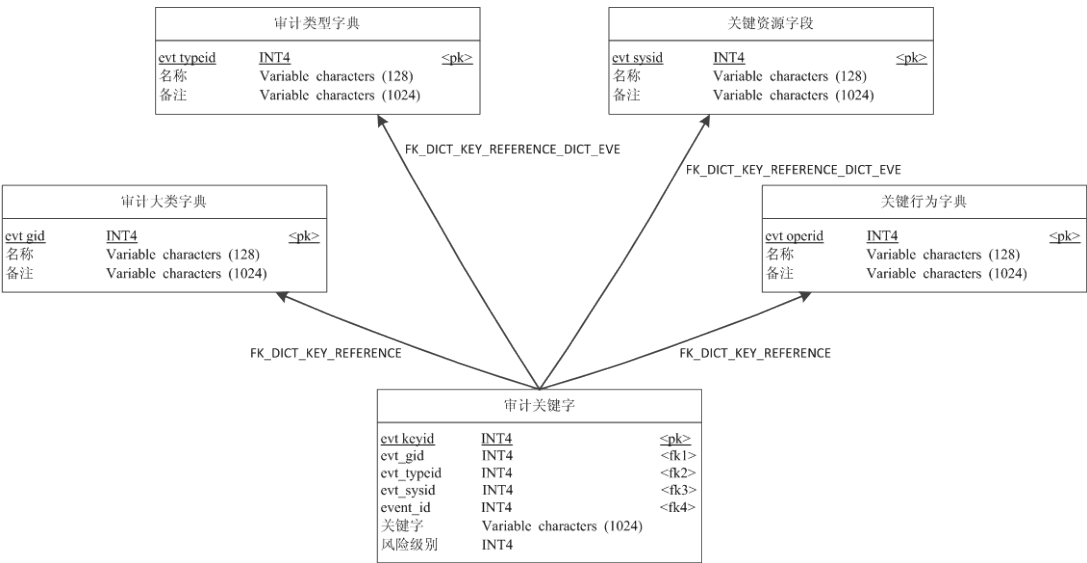 审计类型字典
evt typeid INT4 <pk>
名称 Variable characters (128)
备注 Variable characters (1024)
关键资源字段
evt sysid INT4 <pk>
名称 Variable characters (128)
备注 Variable characters (1024)
FK_DICT_KEY_REFERENCE_DICT_EVE
FK_DICT_KEY_REFERENCE_DICT_EVE
审计大类字典
evt gid INT4 <pk>
名称 Variable characters (128)
备注 Variable characters (1024)
关键行为字典
evt operid INT4 <pk>
名称 Variable characters (128)
备注 Variable characters (1024)
FK_DICT_KEY_REFERENCE
FK_DICT_KEY_REFERENCE
审计关键字
evt keyid INT4 <pk>
evt_gid INT4 <fk1>
evt_typeid INT4 <fk2>
evt_sysid INT4 <fk3>
event_id INT4 <fk4>
关键字 Variable characters (1024)
风险级别 INT4